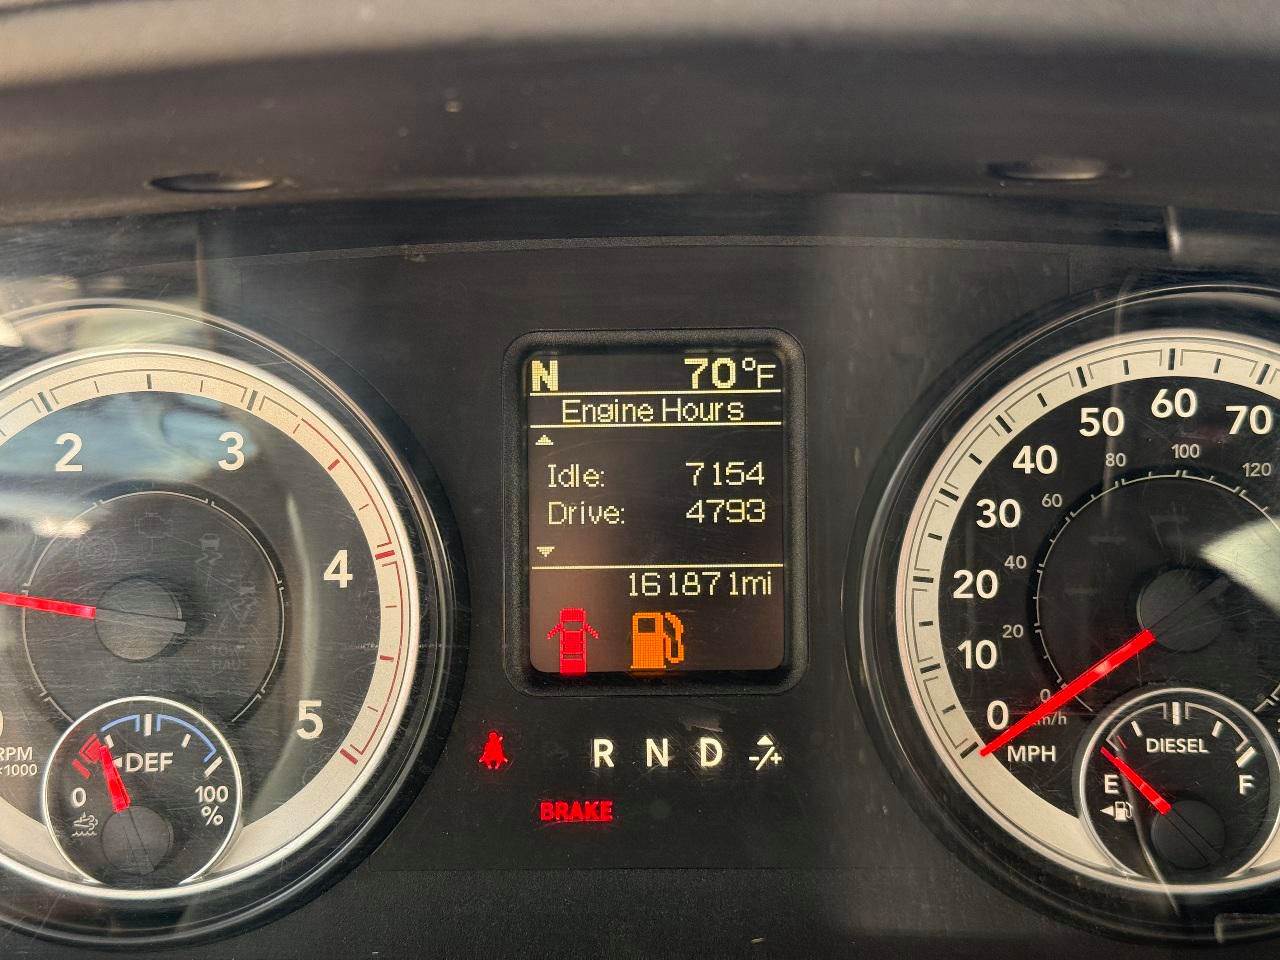 N 70°F
Engine Hours
Idle: 7154
Drive: 4793
161871mi
2
3
4
5
RPM
x1000
DEF
0
100
%
R N D -/+
BRAKE
0
10
20
30
40
50
60
70
MPH
0
20
40
60
80
100
120
km/h
DIESEL
E
F